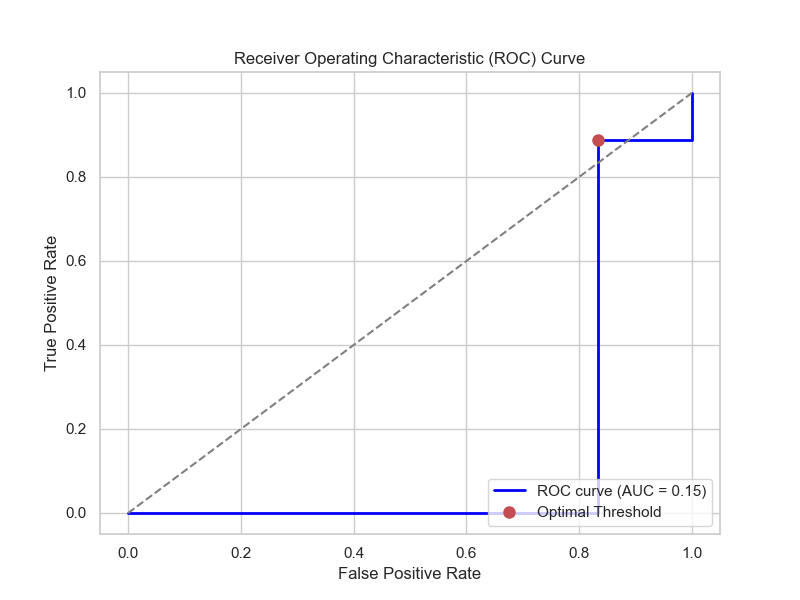 Receiver Operating Characteristic (ROC) Curve
True Positive Rate
1.0
0.8
0.6
0.4
0.2
0.0
ROC curve (AUC = 0.15)
Optimal Threshold
0.0 0.2 0.4 0.6 0.8 1.0
False Positive Rate